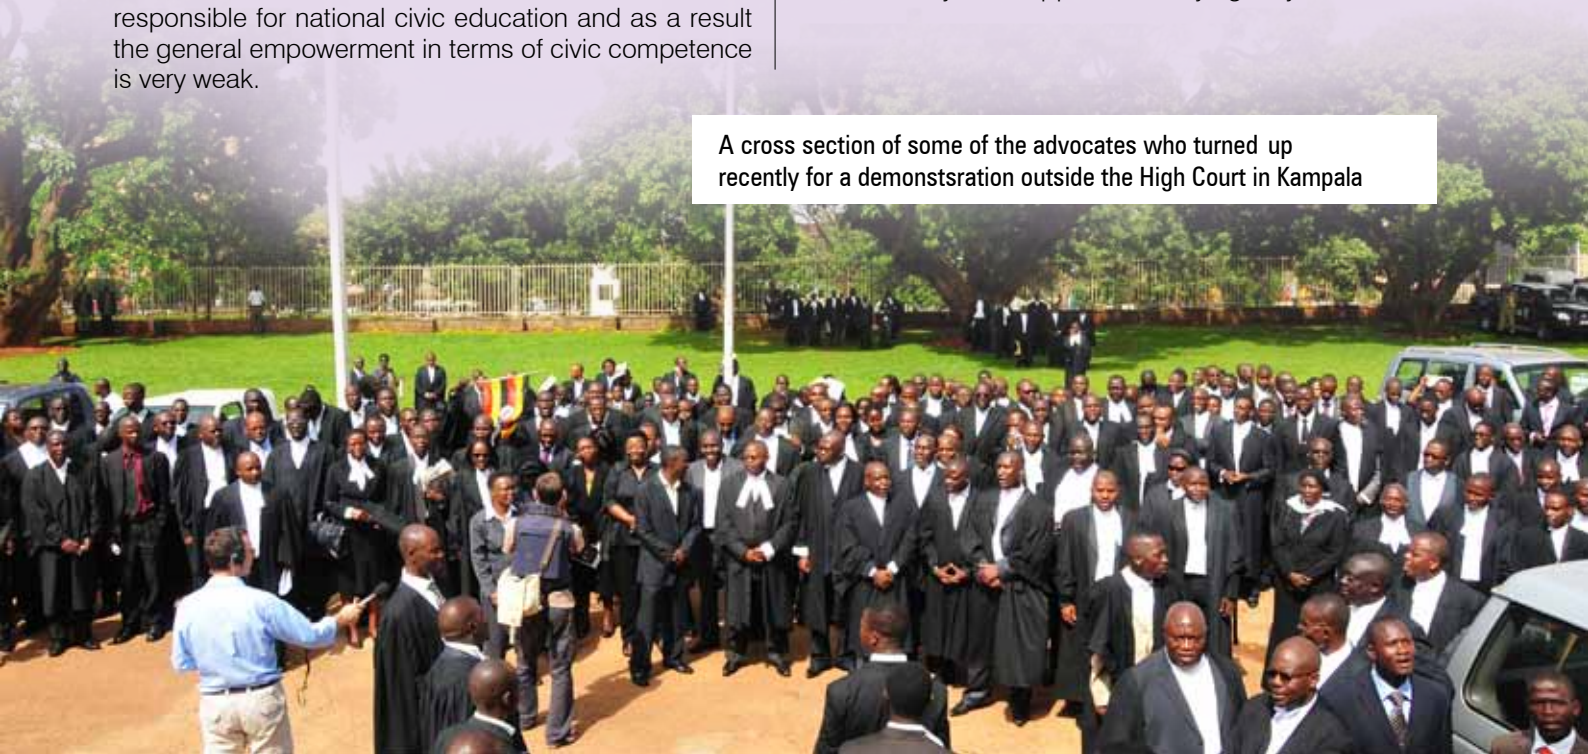 responsible for national civic education and as a result
the general empowerment in terms of civic competence
is very weak.
A cross section of some of the advocates who turned up
recently for a demonstsration outside the High Court in Kampala